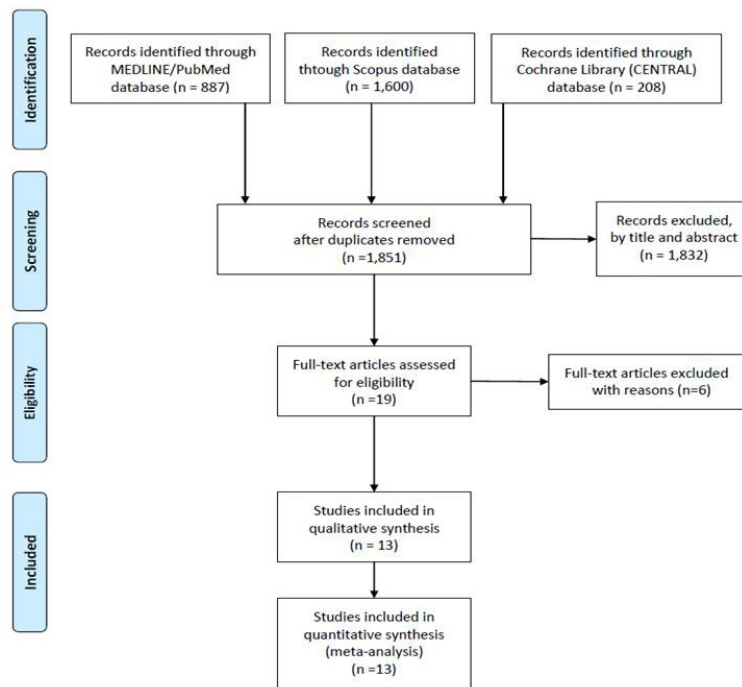 Identification
Records identified through
MEDLINE/PubMed
database (n = 887)
Records identified
thtough Scopus database
(n = 1,600)
Records identified through
Cochrane Library (CENTRAL)
database (n = 208)
Screening
Records screened
after duplicates removed
(n =1,851)
Records excluded,
by title and abstract
(n = 1,832)
Eligibility
Full-text articles assessed
for eligibility
(n =19)
Full-text articles excluded
with reasons (n=6)
Included
Studies included in
qualitative synthesis
(n = 13)
Studies included in
quantitative synthesis
(meta-analysis)
(n =13)